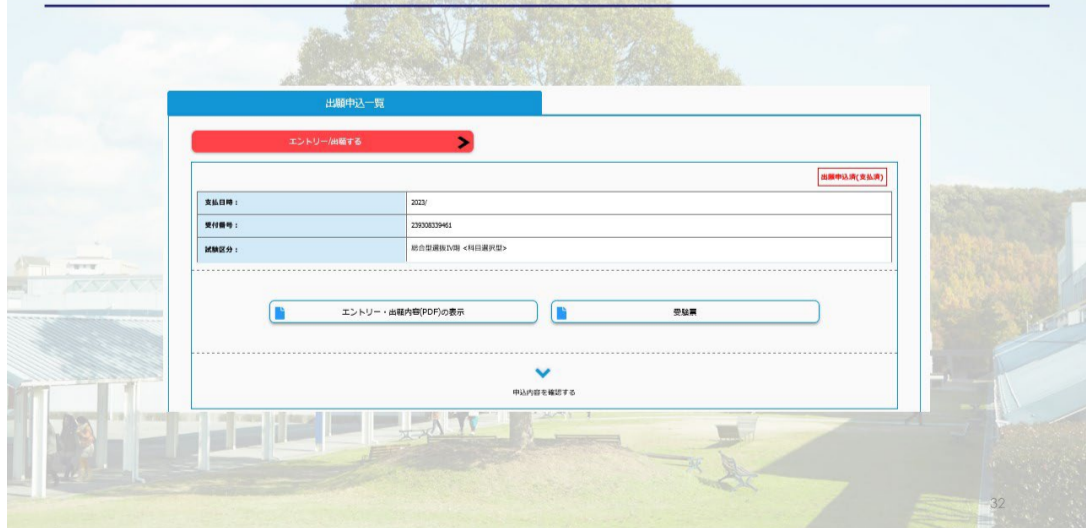 出願申込一覧
エントリー/出願する
出願申込済(支払済)
支払日時： 2023/
受付番号： 239308339461
試験区分： 総合型選抜IV期 <科目選択型>
エントリー・出願内容(PDF)の表示 受験票
申込内容を確認する
32